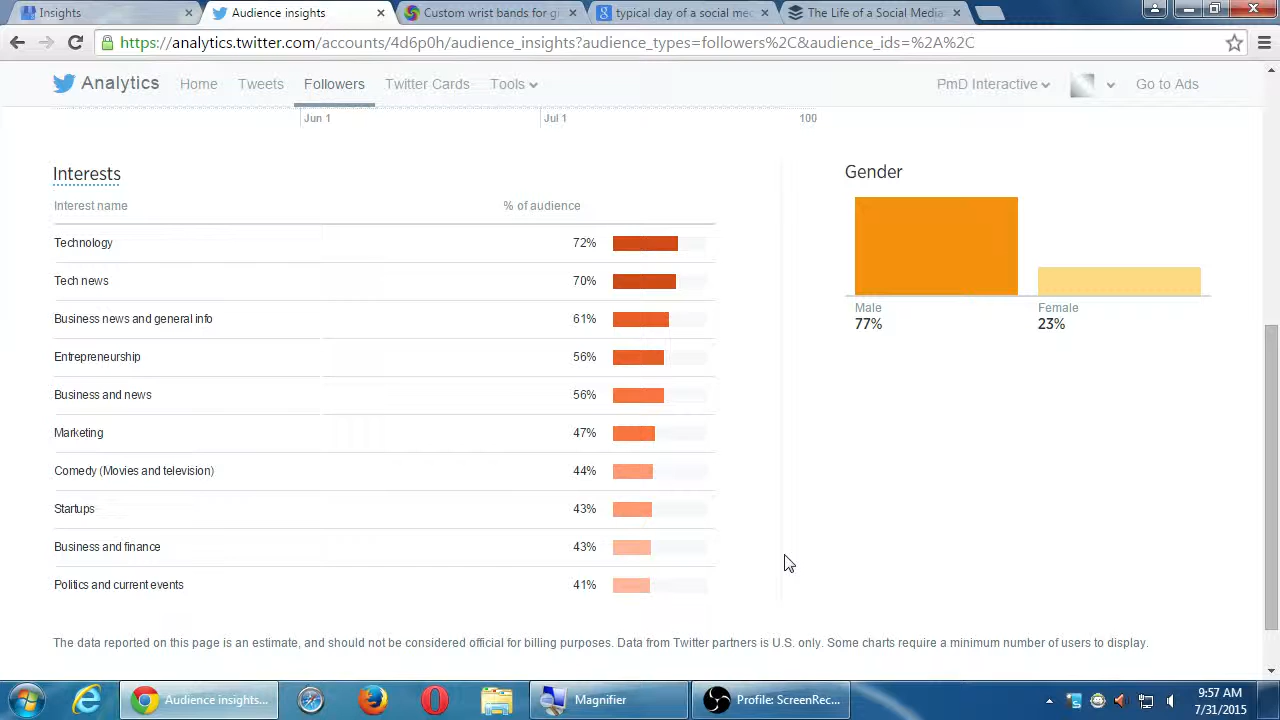 Insights
Audience insights
Custom wrist bands for
typical day of a social me
The Life of a Social Media
https://analytics.twitter.com/accounts/4d6p0h/audience_insights?audience_types=followers%2C&audience_ids=%2A%2C
Analytics Home Tweets Followers Twitter Cards Tools PmD Interactive Go to Ads
Jun 1 Jul 1 100
Interests
Interest name % of audience
Technology 72%
Tech news 70%
Business news and general info 61%
Entrepreneurship 56%
Business and news 56%
Marketing 47%
Comedy (Movies and television) 44%
Startups 43%
Business and finance 43%
Politics and current events 41%
Gender
Male Female
77% 23%
The data reported on this page is an estimate, and should not be considered official for billing purposes. Data from Twitter partners is U.S. only. Some charts require a minimum number of users to display.
Audience insights...
Magnifier
Profile: ScreenRec...
9:57 AM
7/31/2015